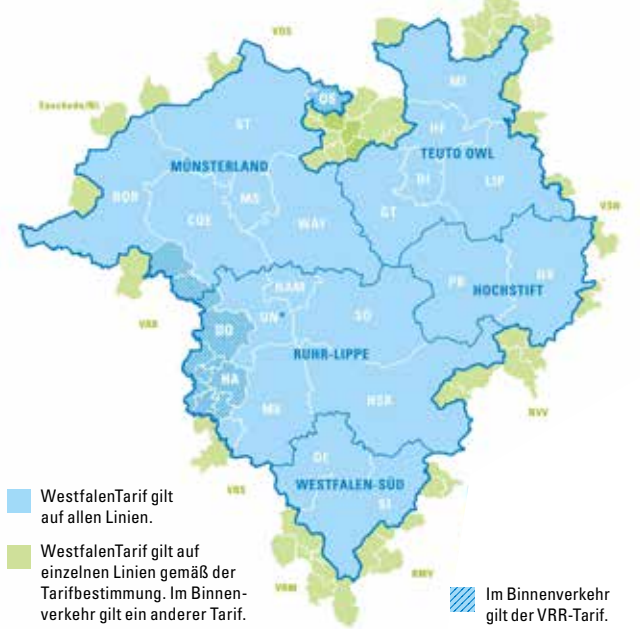 VOS
Enschede/NL
OS
MI
ST
HF
TEUTO OWL
MÜNSTERLAND
BI
LIP
BOR
MS
COE
WAF
GT
VSN
PB
HX
HOCHSTIFT
HAM
UN*
SO
DO
VRR
RUHR-LIPPE
HA
MK
HSK
NVV
OE
WESTFALEN-SÜD
VRS
SI
VRM
RMV
WestfalenTarif gilt
auf allen Linien.
WestfalenTarif gilt auf
einzelnen Linien gemäß der
Tarifbestimmung. Im Binnen-
verkehr gilt ein anderer Tarif.
Im Binnenverkehr
gilt der VRR-Tarif.